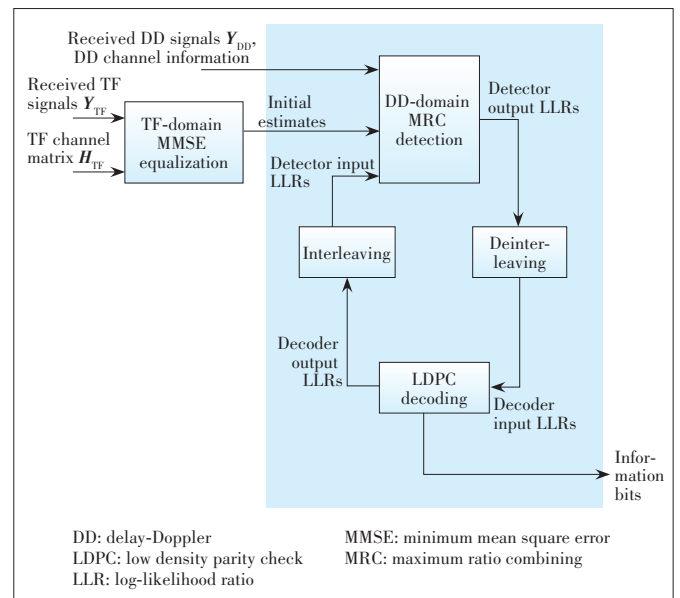 Received DD signals Y_DD,
DD channel information
Received TF
signals Y_TF
TF channel
matrix H_TF
TF-domain
MMSE
equalization
Initial
estimates
DD-domain
MRC
detection
Detector
output LLRs
Detector input
LLRs
Interleaving
Deinter-
leaving
Decoder
output
LLRs
LDPC
decoding
Decoder
input LLRs
Infor-
mation
bits
DD: delay-Doppler
LDPC: low density parity check
LLR: log-likelihood ratio
MMSE: minimum mean square error
MRC: maximum ratio combining